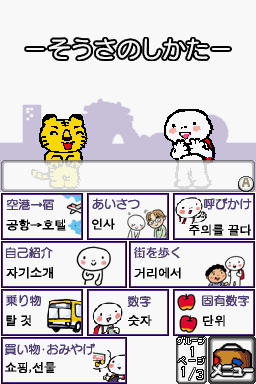 ーそうさのしかたー
A
空港→宿
공항→호텔
あいさつ
인사
呼びかけ
주의를 끌다
自己紹介
자기소개
街を歩く
거리에서
乗り物
탈 것
数字
숫자
固有数字
단위
買い物・おみやげ
쇼핑,선물
グループ
1
ページ
1/3
メニュー